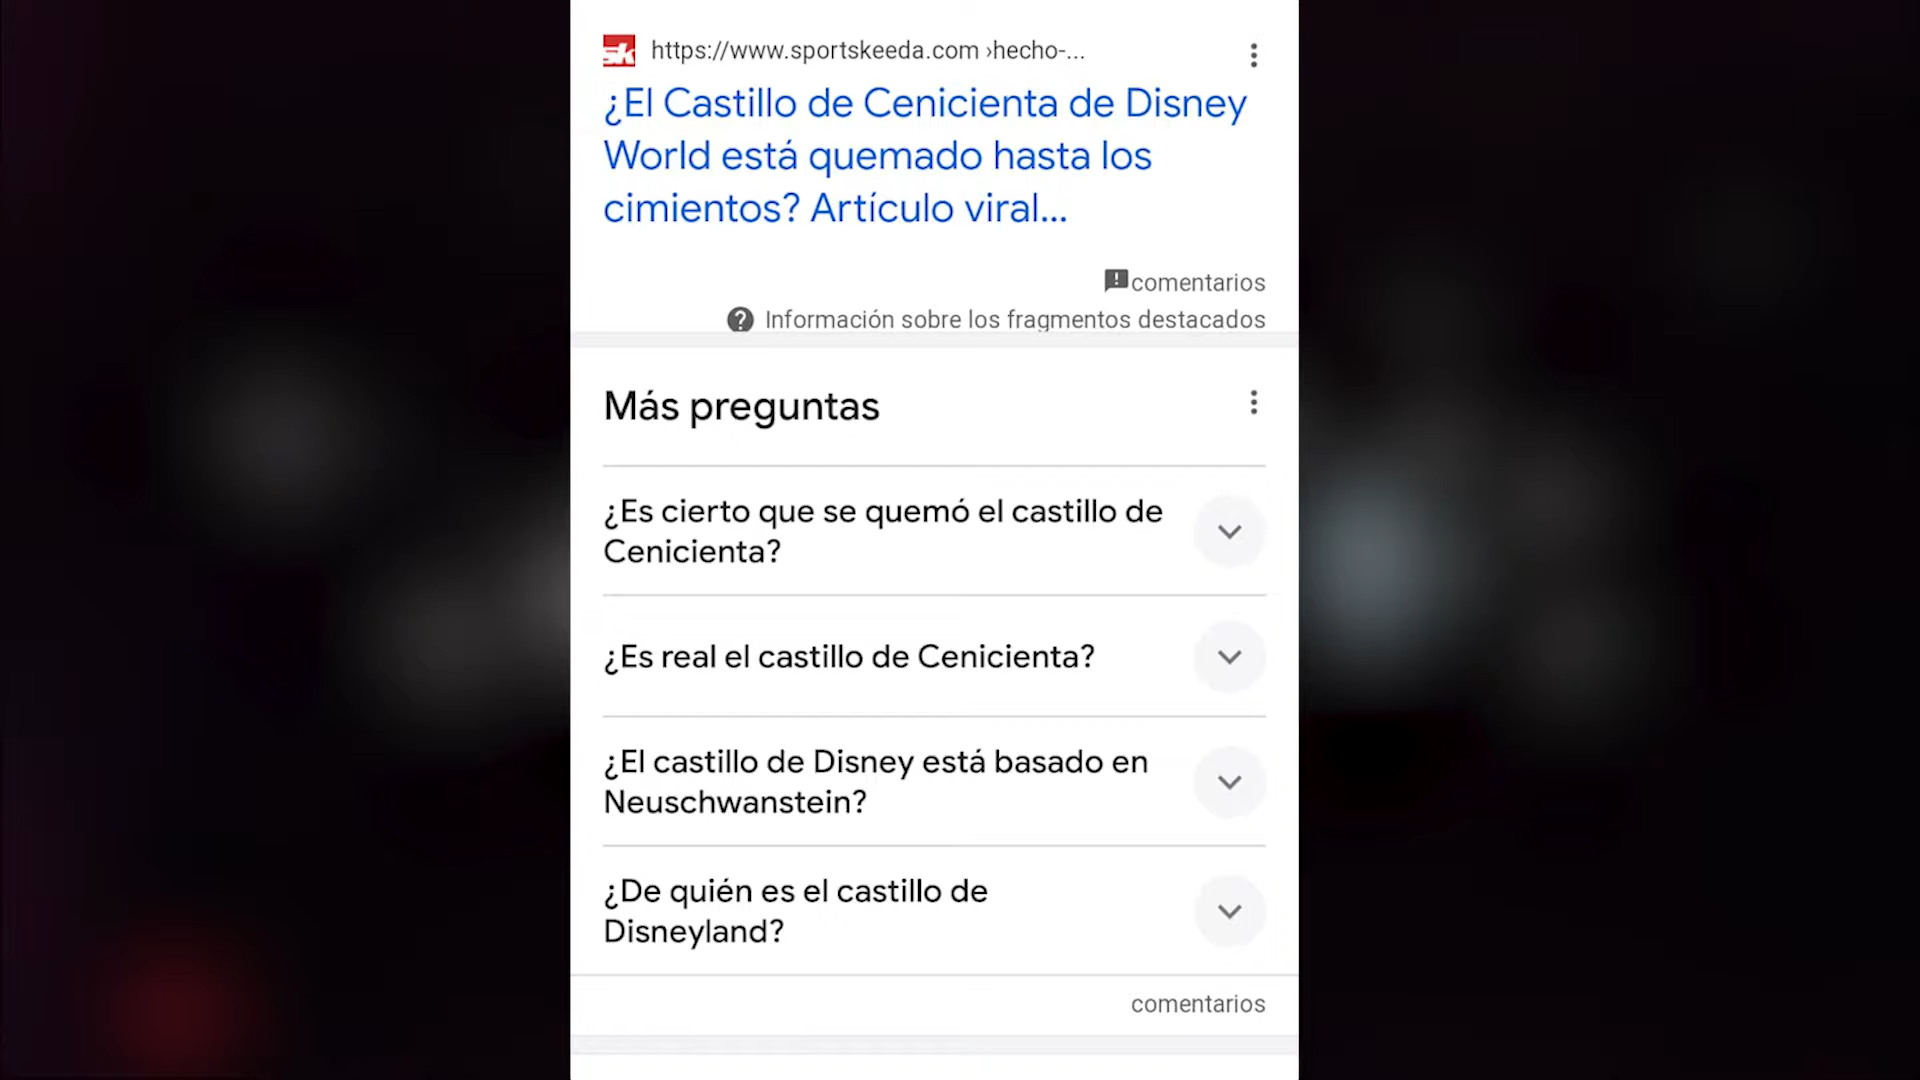 sk https://www.sportskeeda.com ›hecho-...
¿El Castillo de Cenicienta de Disney
World está quemado hasta los
cimientos? Artículo viral...
comentarios
Información sobre los fragmentos destacados
Más preguntas
¿Es cierto que se quemó el castillo de
Cenicienta?
¿Es real el castillo de Cenicienta?
¿El castillo de Disney está basado en
Neuschwanstein?
¿De quién es el castillo de
Disneyland?
comentarios